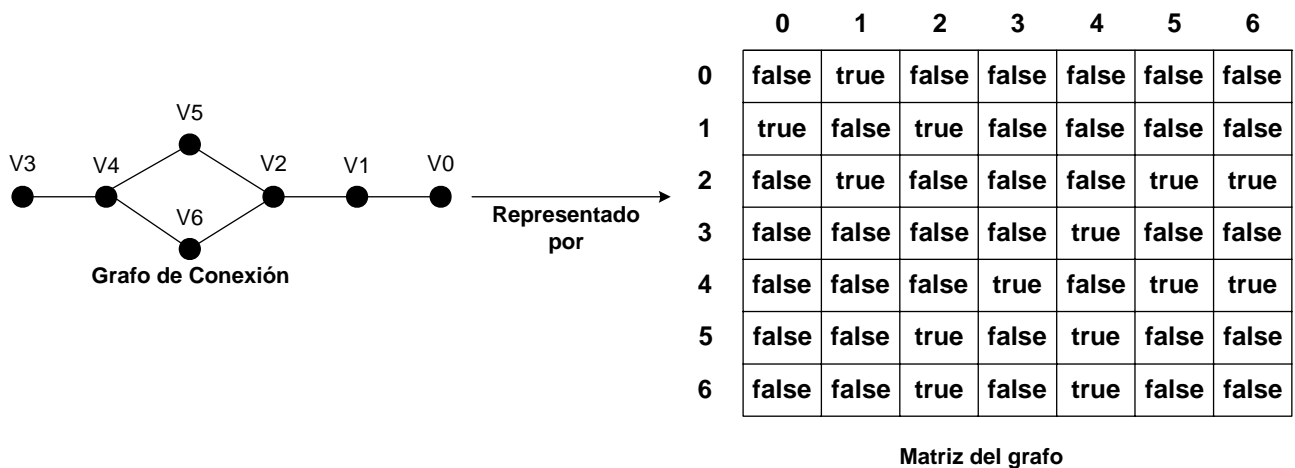 V5
V3 V4 V2 V1 V0
V6
Grafo de Conexión
Representado
por
0 1 2 3 4 5 6
0 false true false false false false false
1 true false true false false false false
2 false true false false false true true
3 false false false false true false false
4 false false false true false true true
5 false false true false true false false
6 false false true false true false false
Matriz del grafo